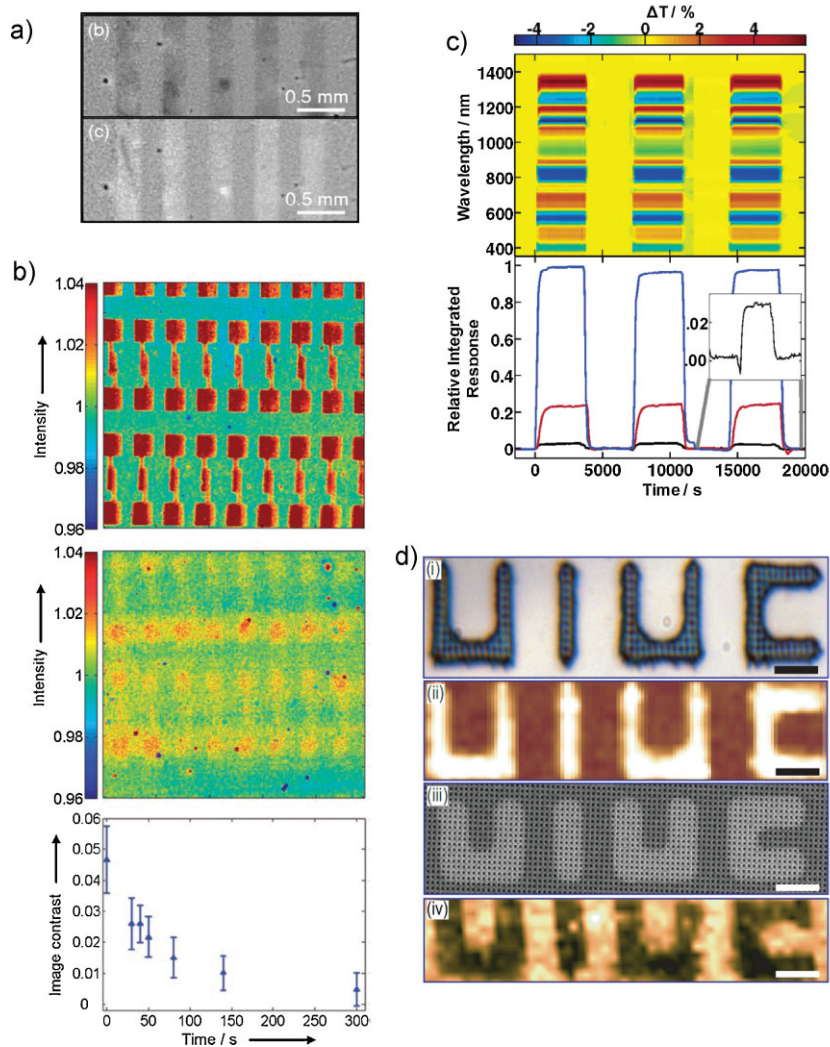 a)
(b)
0.5 mm
(c)
0.5 mm
b)
1.04
1.02
1
0.98
0.96
Intensity
1.04
1.02
1
0.98
0.96
Intensity
0.06
0.05
0.04
0.03
0.02
0.01
0
Image contrast
0 50 100 150 200 250 300
Time / s
c)
ΔT / %
-4 -2 0 2 4
1400
1200
1000
800
600
400
Wavelength / nm
1
0.8
0.6
0.4
0.2
0
Relative Integrated
Response
.02
.00
0 5000 10000 15000 20000
Time / s
d)
(i)
(ii)
(iii)
(iv)
UIUC
UIUC
UIUC
UIUC